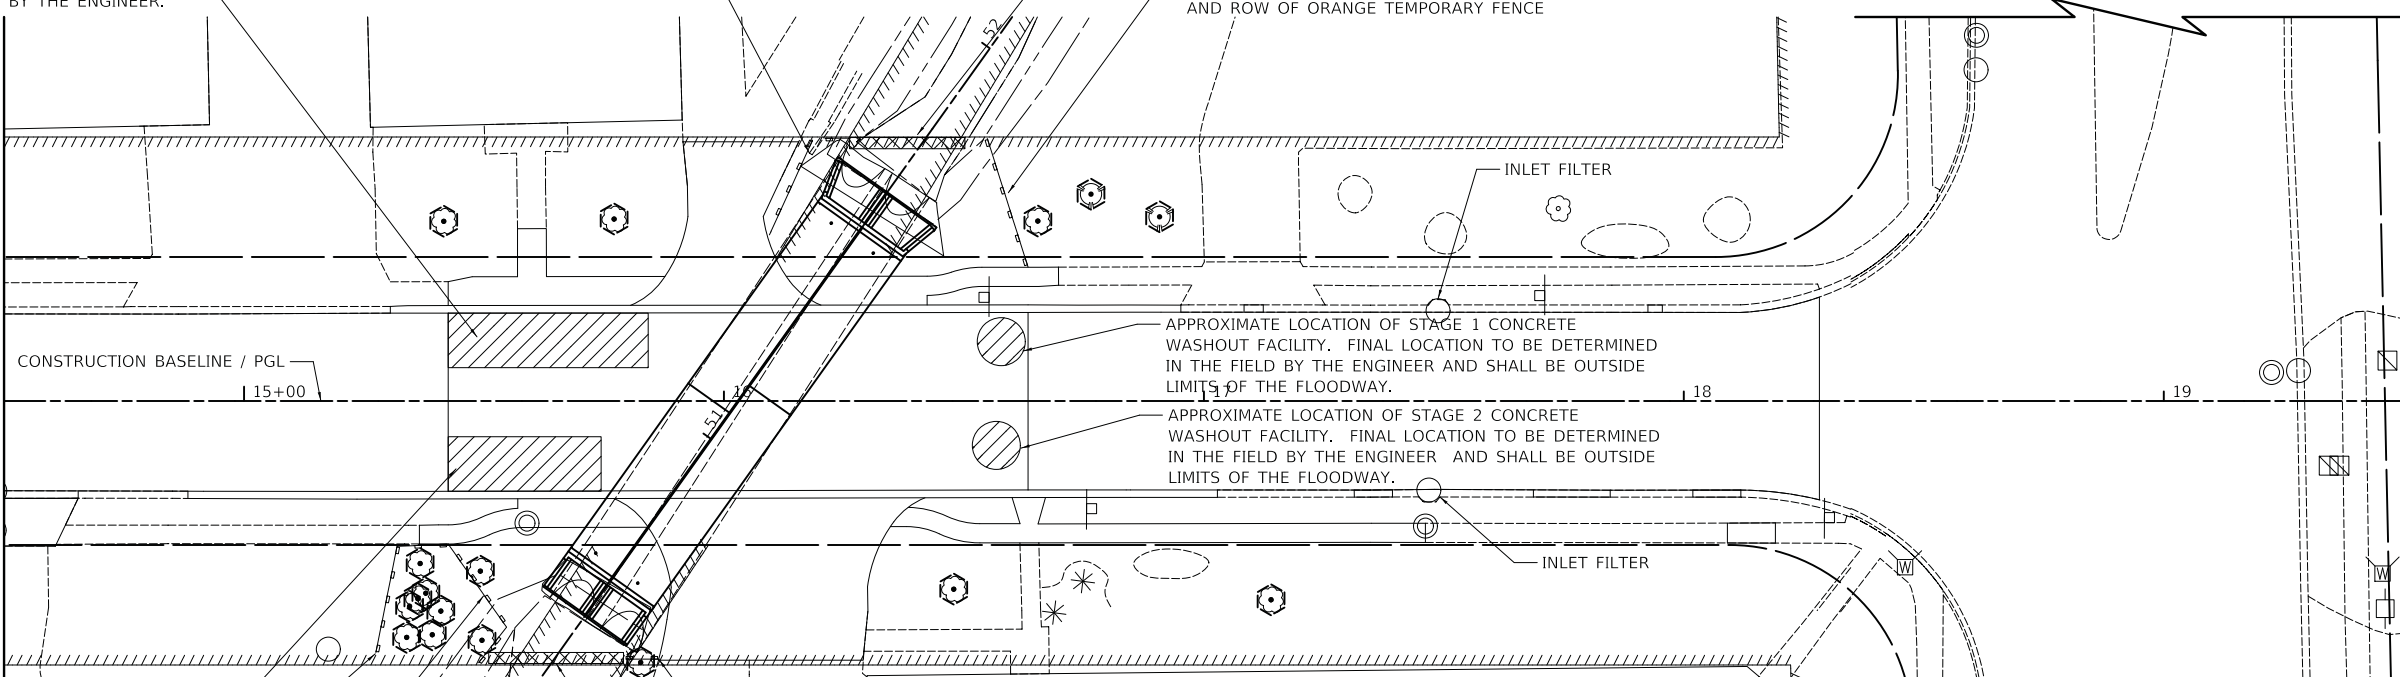 BY THE ENGINEER.
AND ROW OF ORANGE TEMPORARY FENCE
52
INLET FILTER
APPROXIMATE LOCATION OF STAGE 1 CONCRETE
WASHOUT FACILITY. FINAL LOCATION TO BE DETERMINED
IN THE FIELD BY THE ENGINEER AND SHALL BE OUTSIDE
LIMITS OF THE FLOODWAY.
CONSTRUCTION BASELINE / PGL
15+00
16
17
18
19
51
APPROXIMATE LOCATION OF STAGE 2 CONCRETE
WASHOUT FACILITY. FINAL LOCATION TO BE DETERMINED
IN THE FIELD BY THE ENGINEER AND SHALL BE OUTSIDE
LIMITS OF THE FLOODWAY.
INLET FILTER
W
W